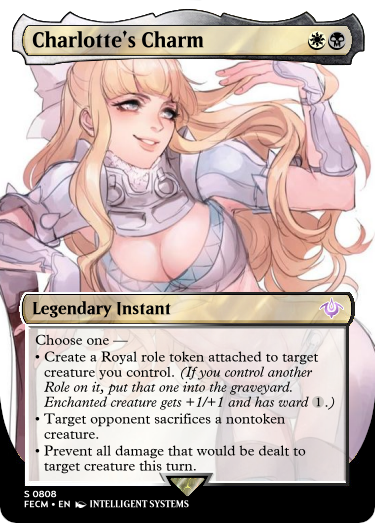 Charlotte's Charm
Legendary Instant
Choose one —
• Create a Royal role token attached to target
creature you control. (If you control another
Role on it, put that one into the graveyard.
Enchanted creature gets +1/+1 and has ward 1.)
• Target opponent sacrifices a nontoken
creature.
• Prevent all damage that would be dealt to
target creature this turn.
S 0808
FECM • EN INTELLIGENT SYSTEMS